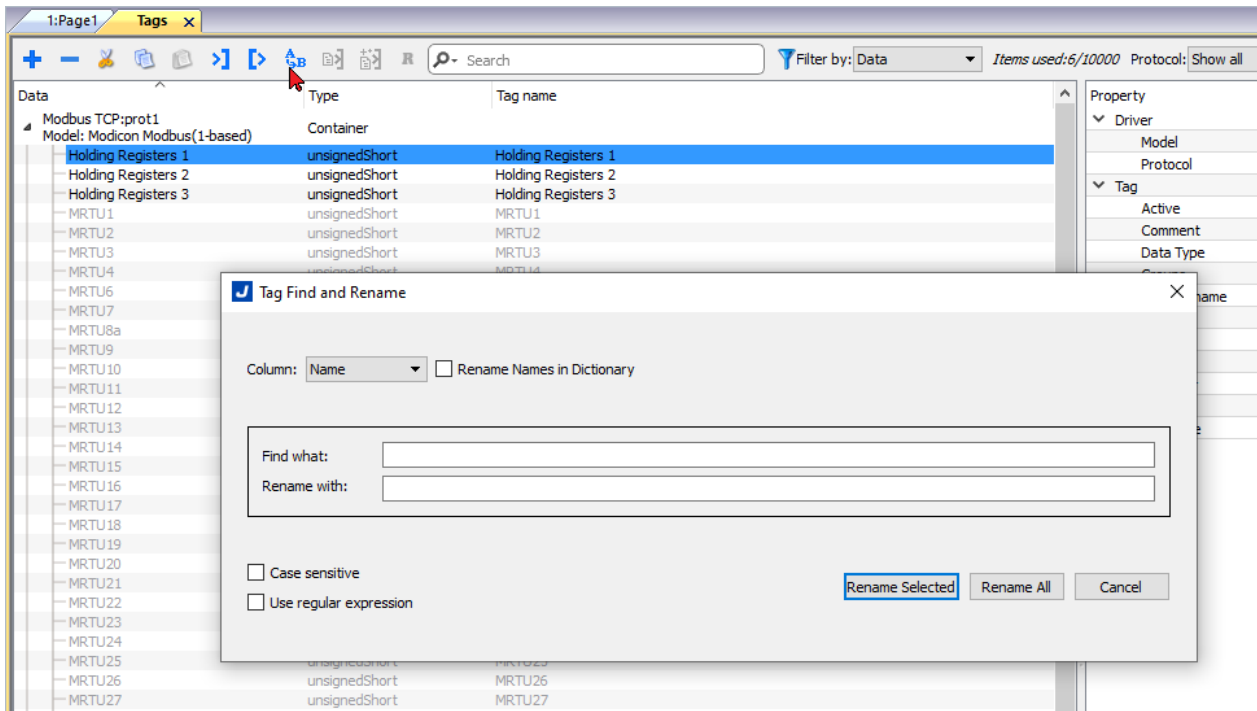 1:Page1 Tags x
A B R Search Filter by: Data Items used:6/10000 Protocol: Show all
Data Type Tag name Property
Modbus TCP:prot1
Model: Modicon Modbus(1-based) Container
Driver
Model
Protocol
Tag
Active
Comment
Data Type
Holding Registers 1 unsignedShort Holding Registers 1
Holding Registers 2 unsignedShort Holding Registers 2
Holding Registers 3 unsignedShort Holding Registers 3
MRTU1 unsignedShort MRTU1
MRTU2 unsignedShort MRTU2
MRTU3 unsignedShort MRTU3
MRTU4 unsignedShort MRTU4
MRTU6
MRTU7
MRTU8a
MRTU9
MRTU10
MRTU11
MRTU12
MRTU13
MRTU14
MRTU15
MRTU16
MRTU17
MRTU18
MRTU19
MRTU20
MRTU21
MRTU22
MRTU23
MRTU24
MRTU25 unsignedShort MRTU25
MRTU26 unsignedShort MRTU26
MRTU27 unsignedShort MRTU27
J Tag Find and Rename
Column: Name Rename Names in Dictionary
Find what:
Rename with:
Case sensitive
Use regular expression
Rename Selected Rename All Cancel